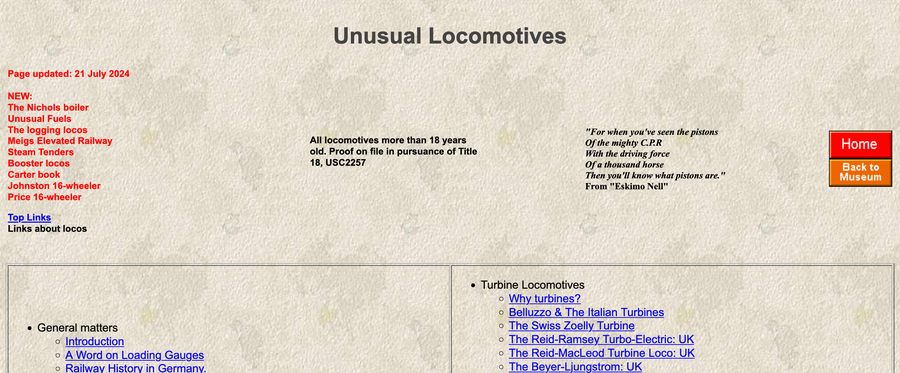 Unusual Locomotives
Page updated: 21 July 2024
NEW:
The Nichols boiler
Unusual Fuels
The logging locos
Meigs Elevated Railway
Steam Tenders
Booster locos
Carter book
Johnston 16-wheeler
Price 16-wheeler
Top Links
Links about locos
All locomotives more than 18 years
old. Proof on file in pursuance of Title
18, USC2257
"For when you've seen the pistons
Of the mighty C.P.R
With the driving force
Of a thousand horse
Then you'll know what pistons are."
From "Eskimo Nell"
Home
Back to
Museum
General matters
Introduction
A Word on Loading Gauges
Railway History in Germany.
Turbine Locomotives
Why turbines?
Belluzzo & The Italian Turbines
The Swiss Zoelly Turbine
The Reid-Ramsey Turbo-Electric: UK
The Reid-MacLeod Turbine Loco: UK
The Beyer-Ljungstrom: UK